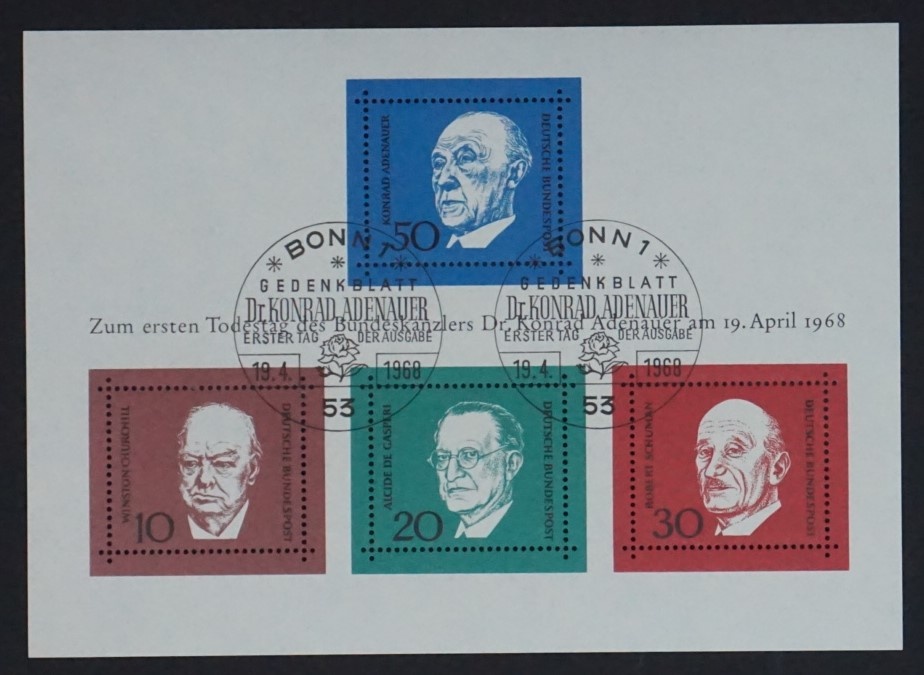 KONRAD ADENAUER
50
DEUTSCHE BUNDESPOST
BONN 1
GEDENKBLATT
Dr. KONRAD ADENAUER
ERSTER TAG DER AUSGABE
19.4. 1968
53
BONN 1
GEDENKBLATT
Dr. KONRAD ADENAUER
ERSTER TAG DER AUSGABE
19.4. 1968
53
Zum ersten Todestag des Bundeskanzlers Dr. Konrad Adenauer am 19. April 1968
WINSTON CHURCHILL
10
DEUTSCHE BUNDESPOST
ALCIDE DE GASPERI
20
DEUTSCHE BUNDESPOST
ROBERT SCHUMAN
30
DEUTSCHE BUNDESPOST